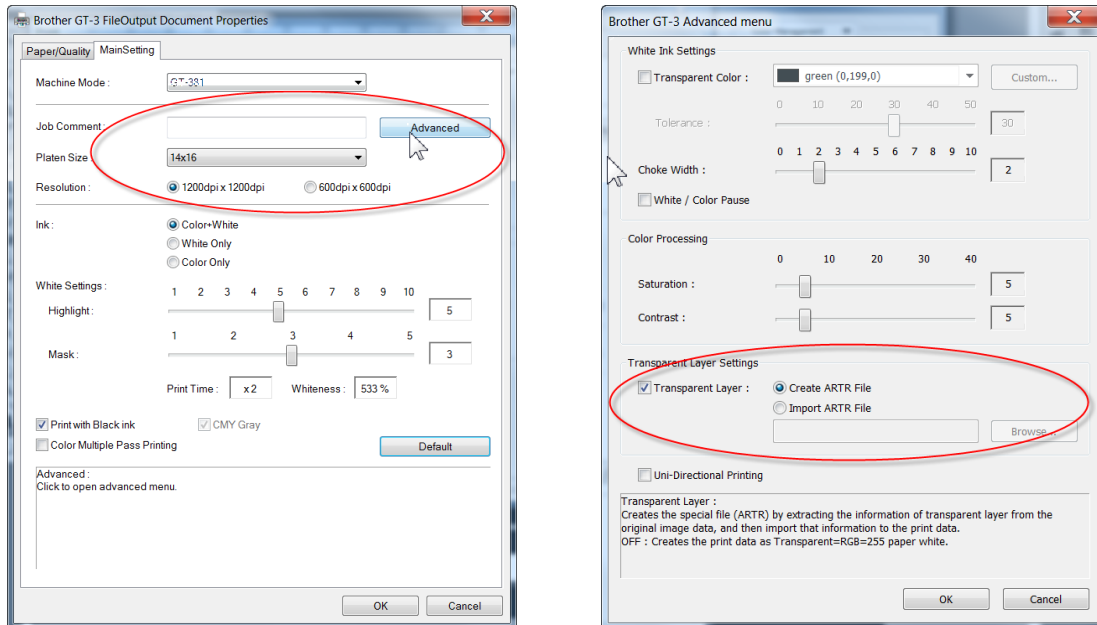 Brother GT-3 FileOutput Document Properties
Paper/Quality MainSetting
Machine Mode : GT-381
Job Comment : Advanced
Platen Size : 14x16
Resolution : 1200dpi x 1200dpi 600dpi x 600dpi
Ink : Color+White
White Only
Color Only
White Settings : 1 2 3 4 5 6 7 8 9 10
Highlight : 5
1 2 3 4 5
Mask : 3
Print Time : x 2 Whiteness : 533 %
Print with Black ink CMY Gray
Color Multiple Pass Printing Default
Advanced :
Click to open advanced menu.
OK Cancel
Brother GT-3 Advanced menu
White Ink Settings
Transparent Color : green (0,199,0) Custom...
0 10 20 30 40 50
Tolerance : 30
0 1 2 3 4 5 6 7 8 9 10
Choke Width : 2
White / Color Pause
Color Processing
0 10 20 30 40
Saturation : 5
Contrast : 5
Transparent Layer Settings
Transparent Layer : Create ARTR File
Import ARTR File
Browse...
Uni-Directional Printing
Transparent Layer :
Creates the special file (ARTR) by extracting the information of transparent layer from the
original image data, and then import that information to the print data.
OFF : Creates the print data as Transparent=RGB=255 paper white.
OK Cancel